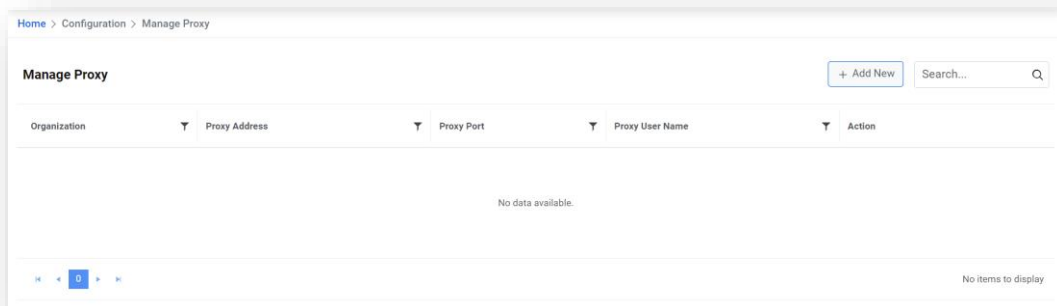 Home > Configuration > Manage Proxy
Manage Proxy
+ Add New
Search...
Organization Proxy Address Proxy Port Proxy User Name Action
No data available.
0
No items to display